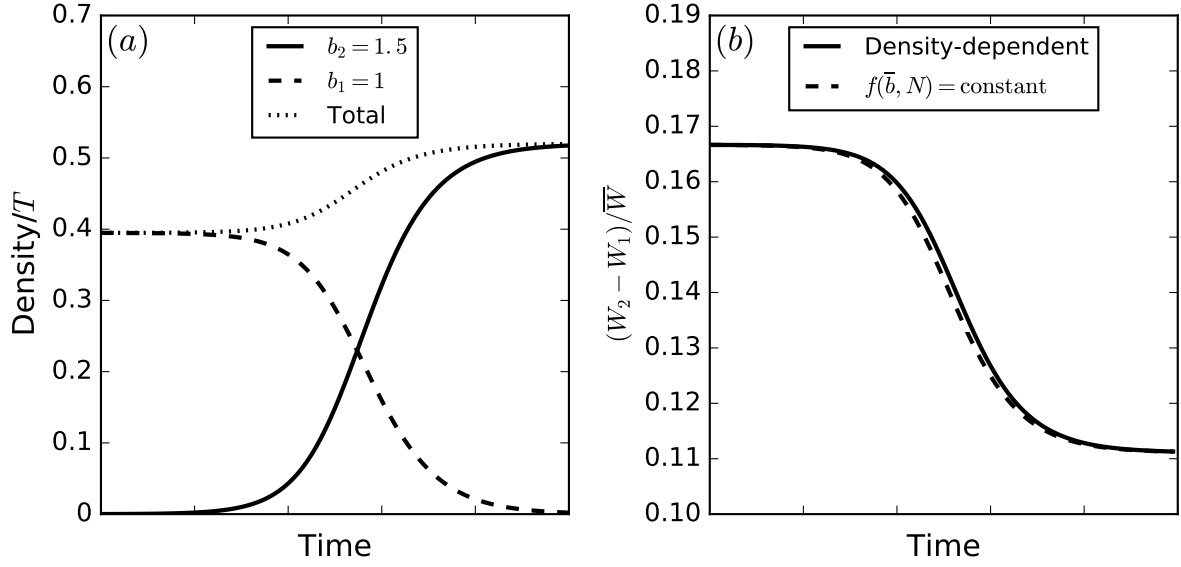 (a)
b₂ = 1.5
b₁ = 1
Total
0.7
0.6
0.5
0.4
0.3
0.2
0.1
0
Density/T
Time
(b)
Density-dependent
f(b̅, N) = constant
0.19
0.18
0.17
0.16
0.15
0.14
0.13
0.12
0.11
0.10
(W₂ − W₁)/W̅
Time